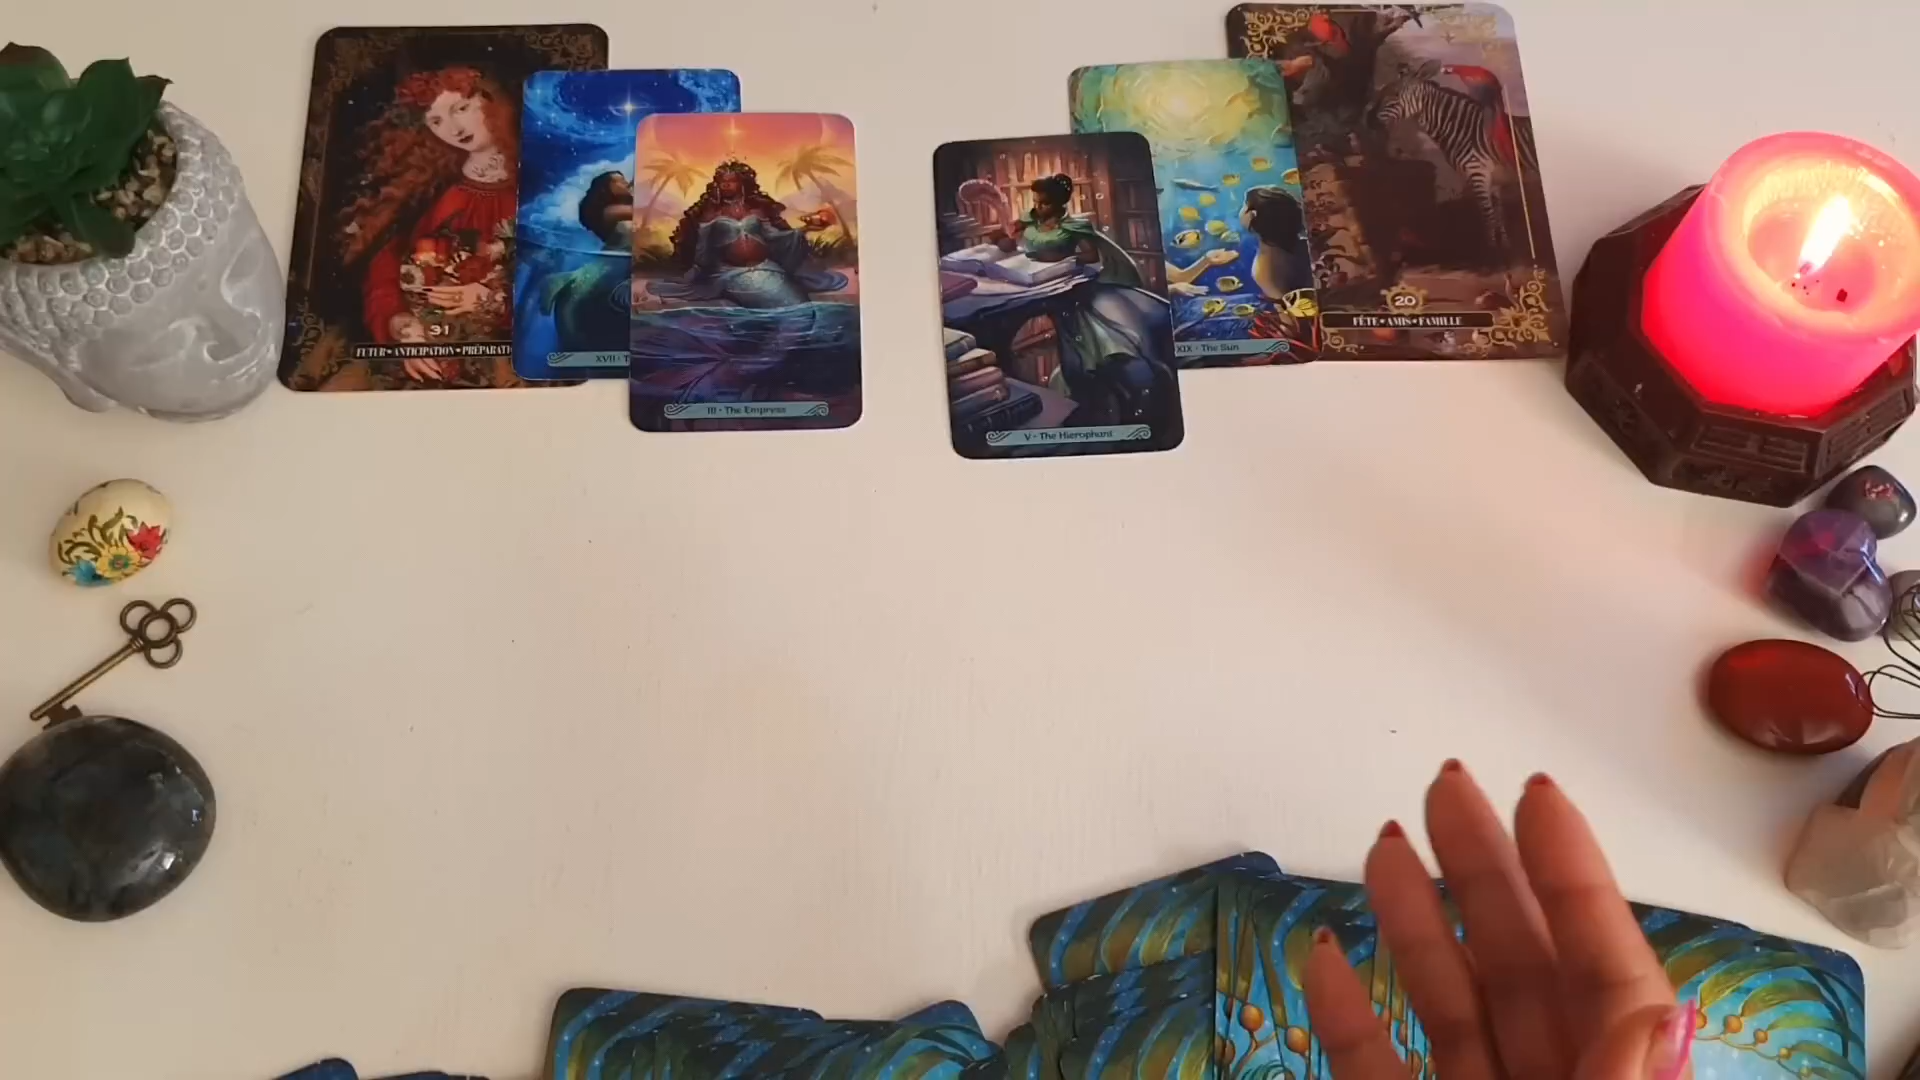 31
FUTUR•ANTICIPATION•PRÉPARATI
XVII • T
III • The Empress
V • The Hierophant
XIX • The Sun
20
FÊTE•AMIS•FAMILLE